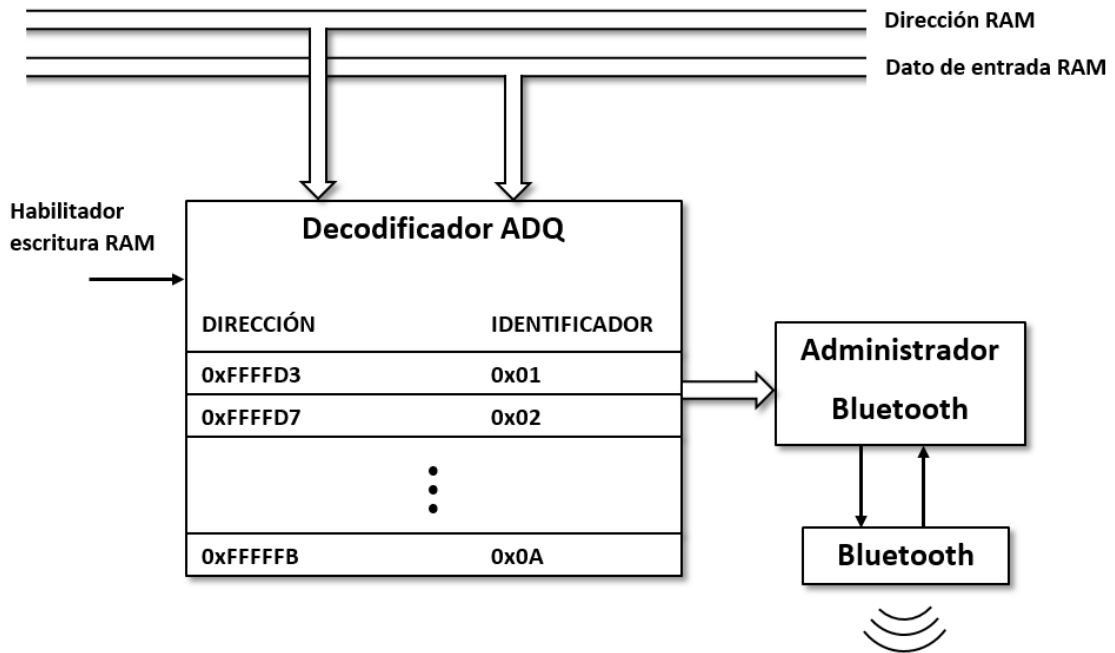 Dirección RAM
Dato de entrada RAM
Habilitador
escritura RAM
Decodificador ADQ
DIRECCIÓN IDENTIFICADOR
0xFFFFD3 0x01
0xFFFFD7 0x02
0xFFFFFB 0x0A
Administrador
Bluetooth
Bluetooth